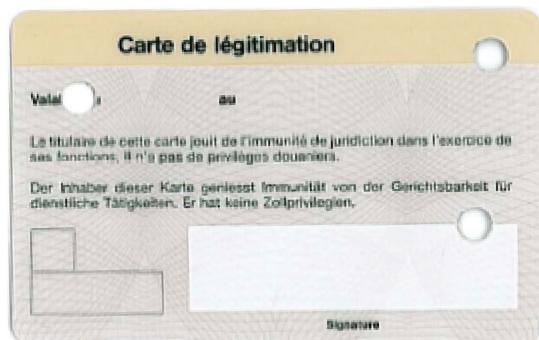 Carte de légitimation
au
Le titulaire de cette carte jouit de l'immunité de juridiction dans l'exercice de
ses fonctions, il n'a pas de privilèges douaniers.
Der Inhaber dieser Karte geniesst Immunität von der Gerichtsbarkeit für
dienstliche Tätigkeiten. Er hat keine Zollprivilegien.
Signature